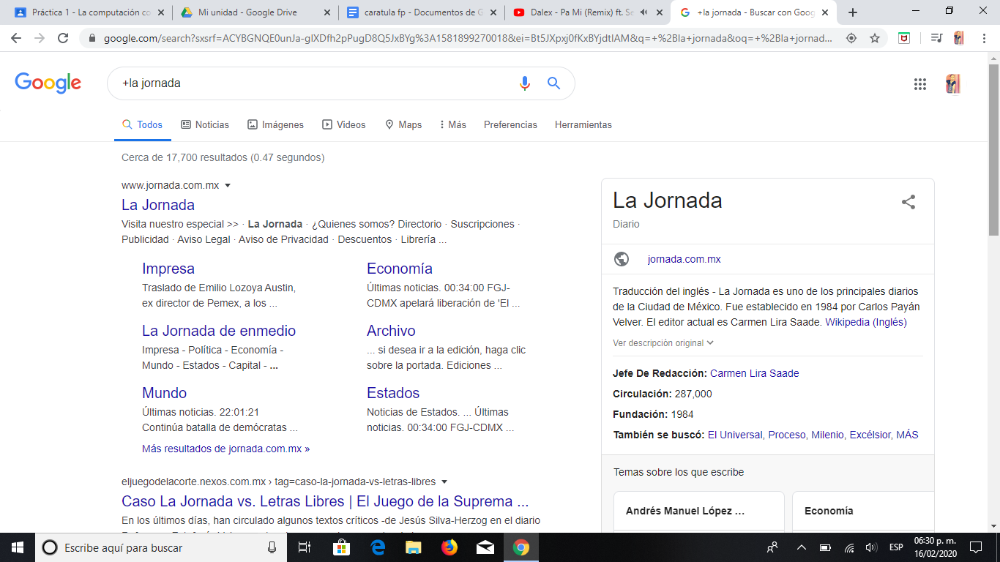 Práctica 1 - La computación co
Mi unidad - Google Drive
caratula fp - Documentos de G
Dalex - Pa Mi (Remix) ft. Se
+la jornada - Buscar con Goog
google.com/search?sxsrf=ACYBGNQE0unJa-gIXDfh2pPugD8Q5JxBYg%3A1581899270018&ei=Bt5JXpxj0fKxBYjdtIAM&q=+%2Bla+jornada&oq=+%2Bla+jornad...
Google
+la jornada
Todos
Noticias
Imágenes
Videos
Maps
Más
Preferencias
Herramientas
Cerca de 17,700 resultados (0.47 segundos)
www.jornada.com.mx
La Jornada
Visita nuestro especial >> · La Jornada · ¿Quienes somos? Directorio · Suscripciones ·
Publicidad · Aviso Legal · Aviso de Privacidad · Descuentos · Librería ...
Impresa
Traslado de Emilio Lozoya Austin,
ex director de Pemex, a los ...
Economía
Últimas noticias. 00:34:00 FGJ-
CDMX apelará liberación de 'El ...
La Jornada de enmedio
Impresa - Política - Economía -
Mundo - Estados - Capital - ...
Archivo
... si desea ir a la edición, haga clic
sobre la portada. Ediciones ...
Mundo
Últimas noticias. 22:01:21
Continúa batalla de demócratas ...
Estados
Noticias de Estados. ... Últimas
noticias. 00:34:00 FGJ-CDMX ...
Más resultados de jornada.com.mx »
eljuegodelacorte.nexos.com.mx › tag=caso-la-jornada-vs-letras-libres
Caso La Jornada vs. Letras Libres | El Juego de la Suprema ...
En los últimos días, han circulado algunos textos críticos -de Jesús Silva-Herzog en el diario
La Jornada
Diario
jornada.com.mx
Traducción del inglés - La Jornada es uno de los principales diarios
de la Ciudad de México. Fue establecido en 1984 por Carlos Payán
Velver. El editor actual es Carmen Lira Saade. Wikipedia (Inglés)
Ver descripción original
Jefe De Redacción: Carmen Lira Saade
Circulación: 287,000
Fundación: 1984
También se buscó: El Universal, Proceso, Milenio, Excélsior, MÁS
Temas sobre los que escribe
Andrés Manuel López ...
Economía
Escribe aquí para buscar
ESP
06:30 p. m.
16/02/2020